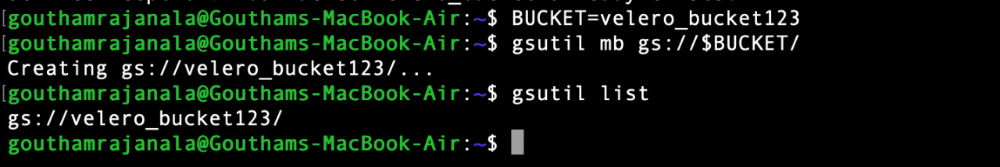 [gouthamrajanala@Gouthams-MacBook-Air:~$ BUCKET=velero_bucket123
[gouthamrajanala@Gouthams-MacBook-Air:~$ gsutil mb gs://$BUCKET/
Creating gs://velero_bucket123/...
[gouthamrajanala@Gouthams-MacBook-Air:~$ gsutil list
gs://velero_bucket123/
gouthamrajanala@Gouthams-MacBook-Air:~$